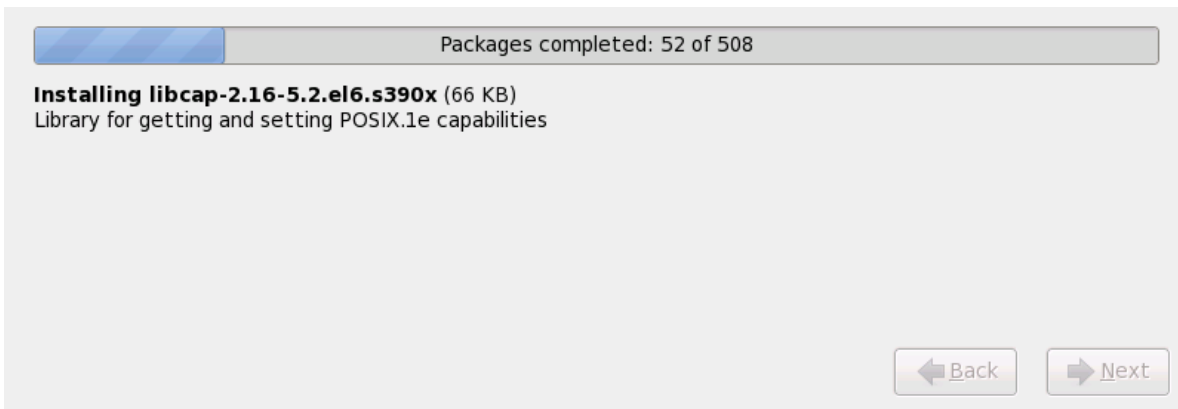 Packages completed: 52 of 508
Installing libcap-2.16-5.2.el6.s390x (66 KB)
Library for getting and setting POSIX.1e capabilities
Back
Next